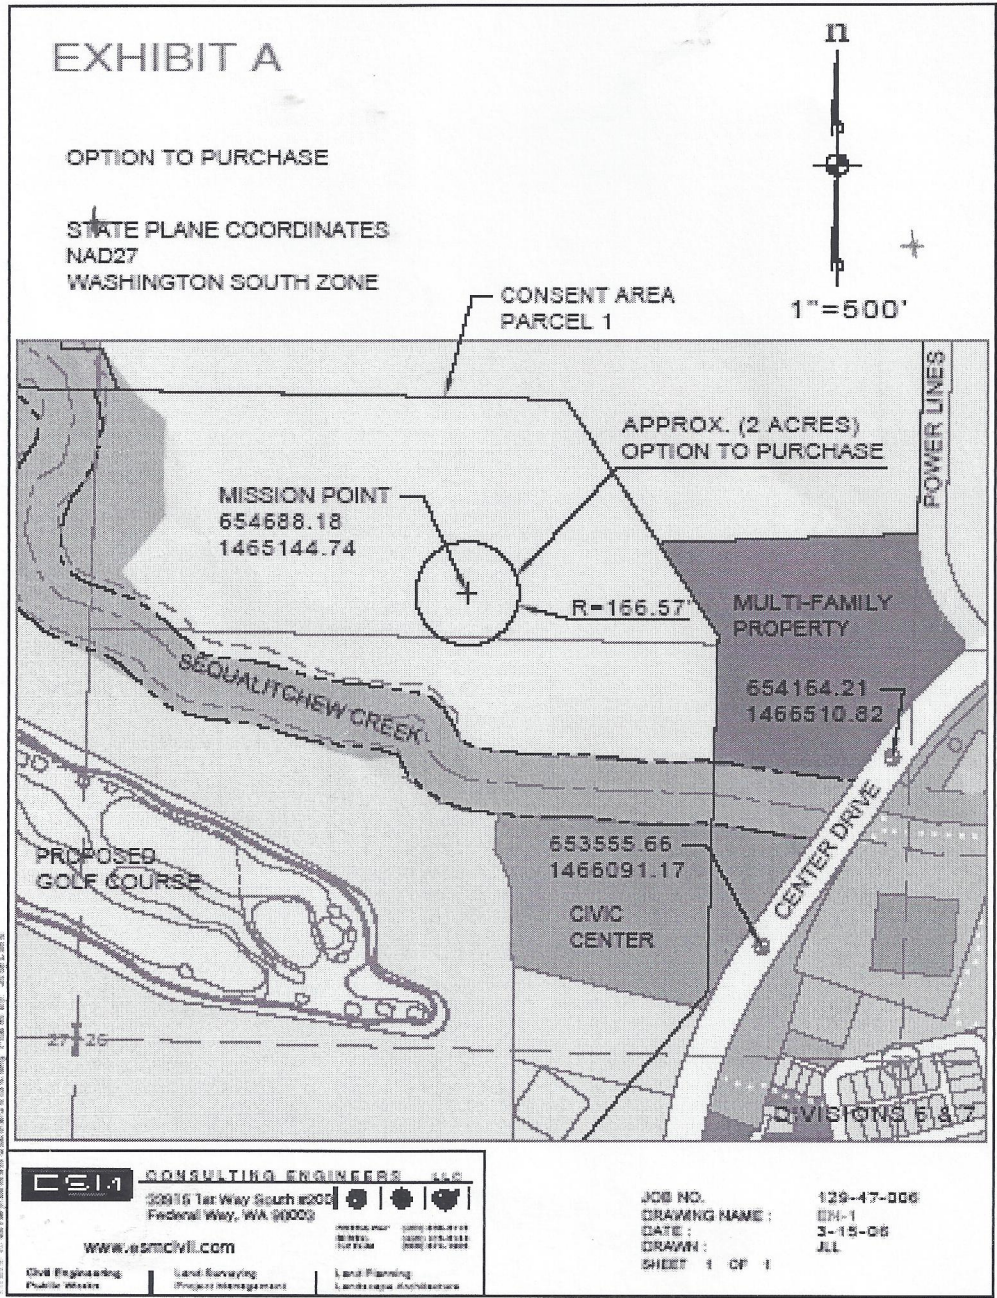 EXHIBIT A
n
OPTION TO PURCHASE
STATE PLANE COORDINATES
NAD27
WASHINGTON SOUTH ZONE
1"=500'
CONSENT AREA
PARCEL 1
POWER LINES
APPROX. (2 ACRES)
OPTION TO PURCHASE
MISSION POINT
654688.18
1465144.74
R=166.57'
MULTI-FAMILY
PROPERTY
SEQUALITCHEW CREEK
654164.21
1466510.82
CENTER DRIVE
653555.66
1466091.17
PROPOSED
GOLF COURSE
CIVIC
CENTER
27 26
DIVISIONS 6 & 7
CONSULTING ENGINEERS LLC
1st Way South
Federal Way, WA
www.esmcivil.com
Civil Engineering
Public Works
Land Surveying
Project Management
Land Planning
Landscape Architecture
JOB NO. 129-47-006
DRAWING NAME : EH-1
DATE : 3-15-06
DRAWN : JLL
SHEET 1 OF 1